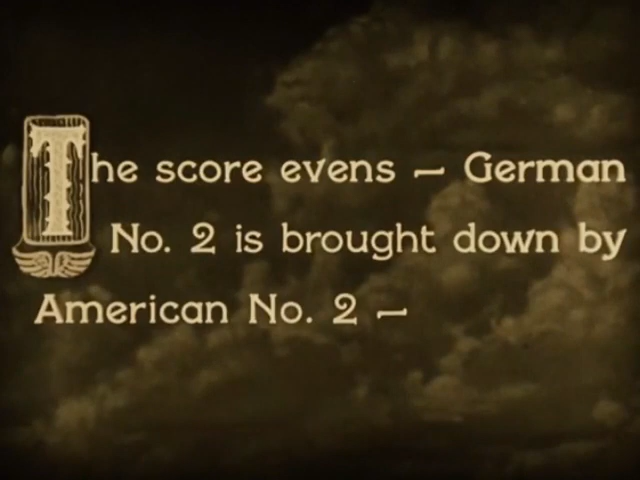 The score evens — German
No. 2 is brought down by
American No. 2 —